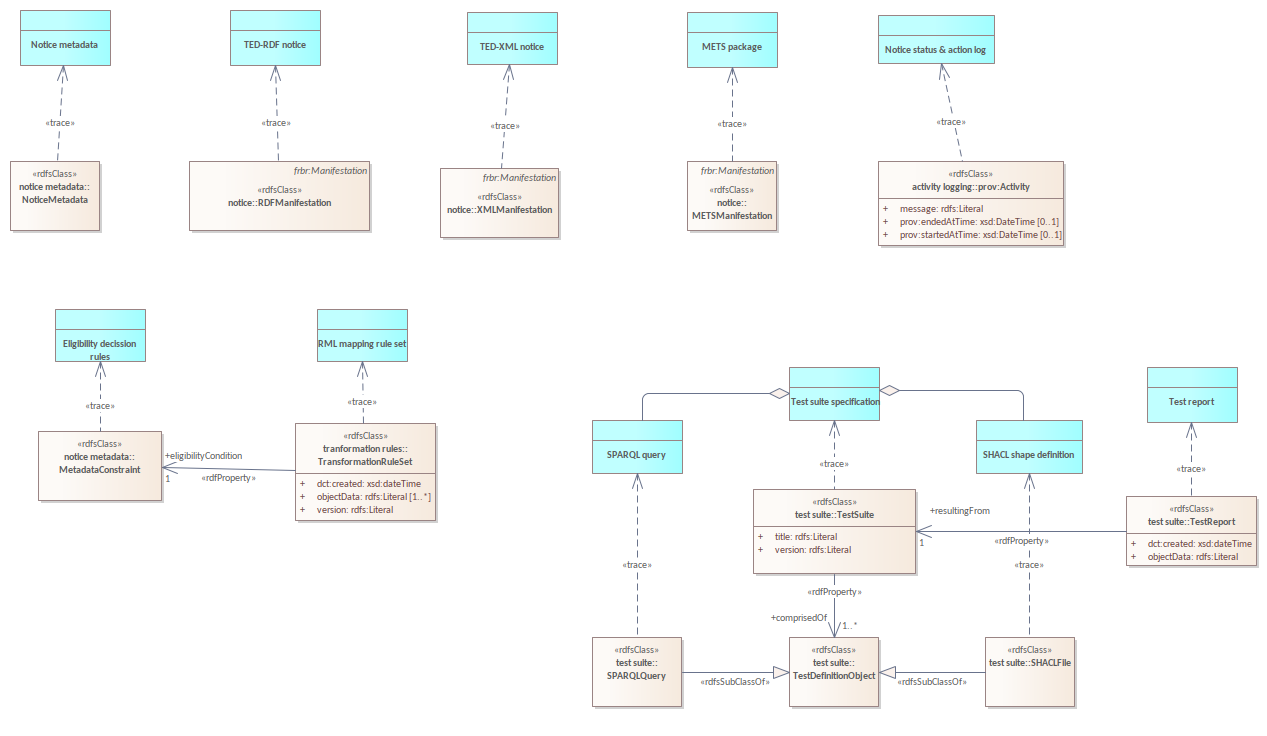 Notice metadata
TED-RDF notice
TED-XML notice
METS package
Notice status & action log
«trace»
«trace»
«trace»
«trace»
«trace»
«rdfsClass»
notice metadata::
NoticeMetadata
frbr:Manifestation
«rdfsClass»
notice::RDFManifestation
frbr:Manifestation
«rdfsClass»
notice::XMLManifestation
frbr:Manifestation
«rdfsClass»
notice::
METSManifestation
«rdfsClass»
activity logging::prov:Activity
+ message: rdfs:Literal
+ prov:endedAtTime: xsd:DateTime [0..1]
+ prov:startedAtTime: xsd:DateTime [0..1]
Eligibility decission
rules
RML mapping rule set
«trace»
«trace»
«rdfsClass»
notice metadata::
MetadataConstraint
+eligibilityCondition
1
«rdfProperty»
«rdfsClass»
tranformation rules::
TransformationRuleSet
+ dct:created: xsd:dateTime
+ objectData: rdfs:Literal [1..*]
+ version: rdfs:Literal
Test suite specification
Test report
SPARQL query
SHACL shape definition
«trace»
«trace»
«rdfsClass»
test suite::TestSuite
+ title: rdfs:Literal
+ version: rdfs:Literal
+resultingFrom
1
«rdfProperty»
«rdfsClass»
test suite::TestReport
+ dct:created: xsd:dateTime
+ objectData: rdfs:Literal
«trace»
«trace»
«rdfProperty»
+comprisedOf
1..*
«rdfsClass»
test suite::
SPARQLQuery
«rdfsSubClassOf»
«rdfsClass»
test suite::
TestDefinitionObject
«rdfsSubClassOf»
«rdfsClass»
test suite::SHACLFile